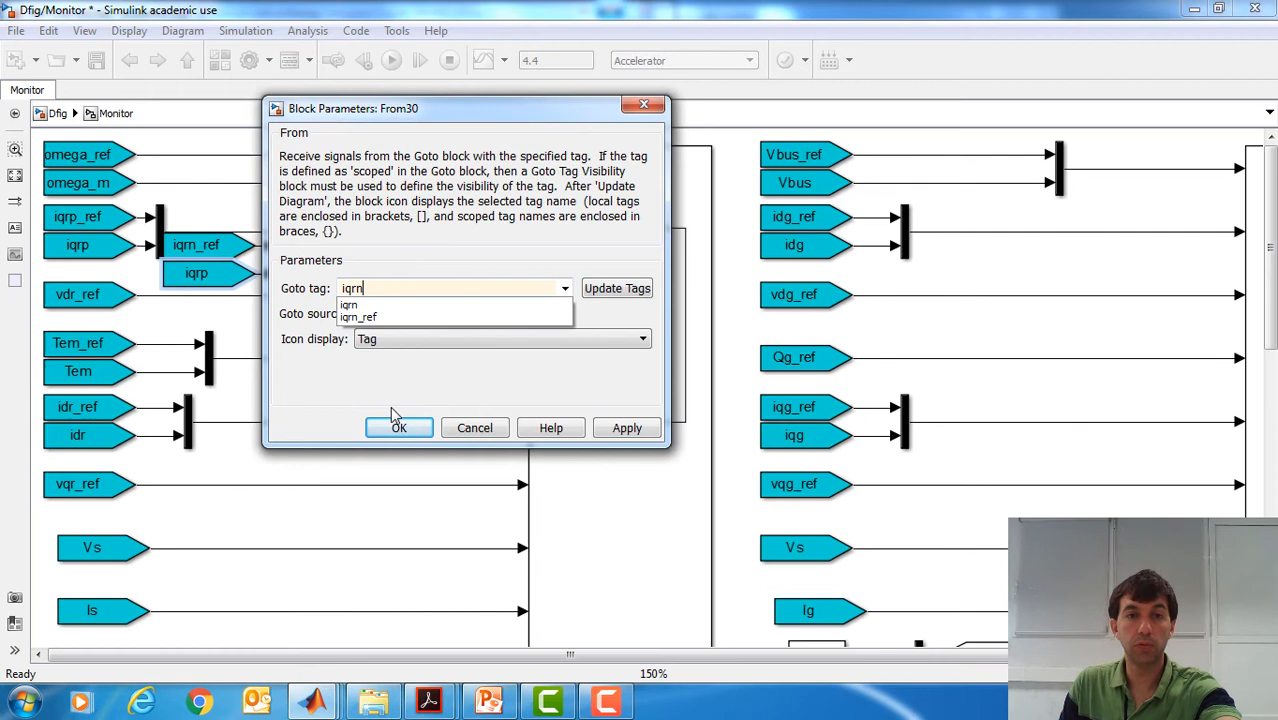 Dfig/Monitor * - Simulink academic use
File Edit View Display Diagram Simulation Analysis Code Tools Help
4.4
Accelerator
Monitor
Dfig Monitor
omega_ref
omega_m
iqrp_ref
iqrp
iqrn_ref
iqrp
vdr_ref
Tem_ref
Tem
idr_ref
idr
vqr_ref
Vs
Is
Block Parameters: From30
From
Receive signals from the Goto block with the specified tag. If the tag
is defined as 'scoped' in the Goto block, then a Goto Tag Visibility
block must be used to define the visibility of the tag. After 'Update
Diagram', the block icon displays the selected tag name (local tags
are enclosed in brackets, [], and scoped tag names are enclosed in
braces, {}).
Parameters
Goto tag: iqrn Update Tags
iqrn
Goto sourc
iqrn_ref
Icon display: Tag
OK Cancel Help Apply
Vbus_ref
Vbus
idg_ref
idg
vdg_ref
Qg_ref
iqg_ref
iqg
vqg_ref
Vs
Ig
Ready 150%